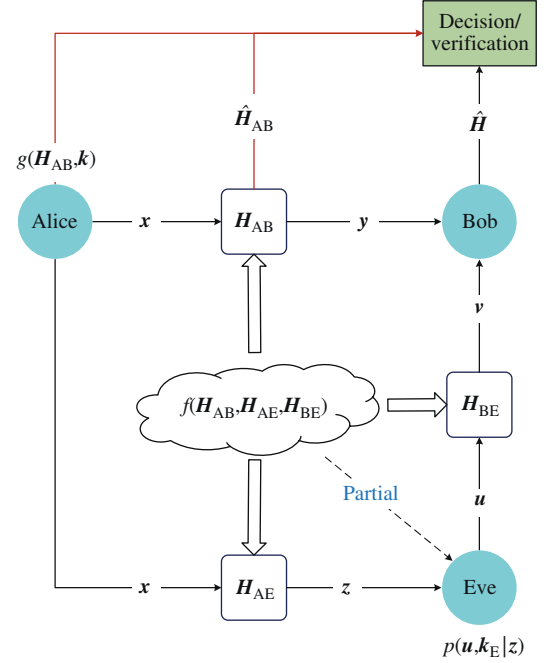 Decision/
verification
Ĥ_AB
Ĥ
g(H_AB,k)
Alice
x
H_AB
y
Bob
v
f(H_AB,H_AE,H_BE)
H_BE
Partial
u
x
H_AE
z
Eve
p(u,k_E|z)